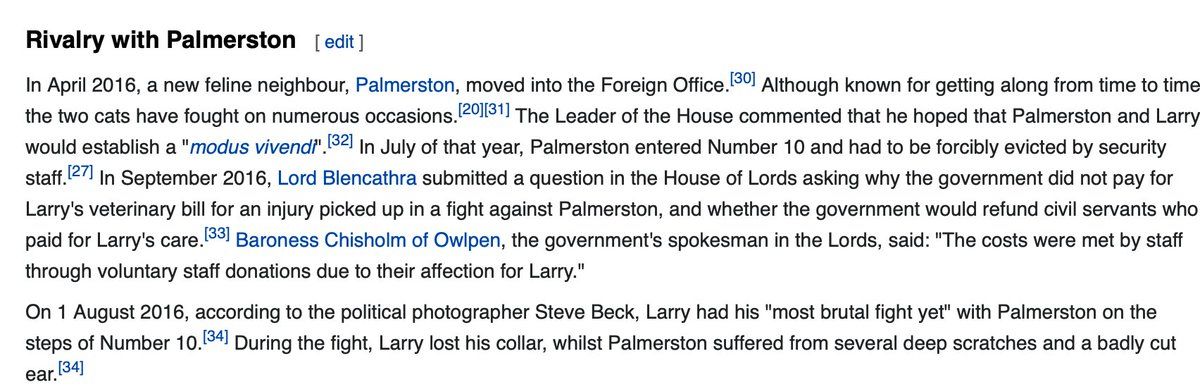 Rivalry with Palmerston [ edit ]
In April 2016, a new feline neighbour, Palmerston, moved into the Foreign Office.[30] Although known for getting along from time to time
the two cats have fought on numerous occasions.[20][31] The Leader of the House commented that he hoped that Palmerston and Larry
would establish a "modus vivendi".[32] In July of that year, Palmerston entered Number 10 and had to be forcibly evicted by security
staff.[27] In September 2016, Lord Blencathra submitted a question in the House of Lords asking why the government did not pay for
Larry's veterinary bill for an injury picked up in a fight against Palmerston, and whether the government would refund civil servants who
paid for Larry's care.[33] Baroness Chisholm of Owlpen, the government's spokesman in the Lords, said: "The costs were met by staff
through voluntary staff donations due to their affection for Larry."
On 1 August 2016, according to the political photographer Steve Beck, Larry had his "most brutal fight yet" with Palmerston on the
steps of Number 10.[34] During the fight, Larry lost his collar, whilst Palmerston suffered from several deep scratches and a badly cut
ear.[34]